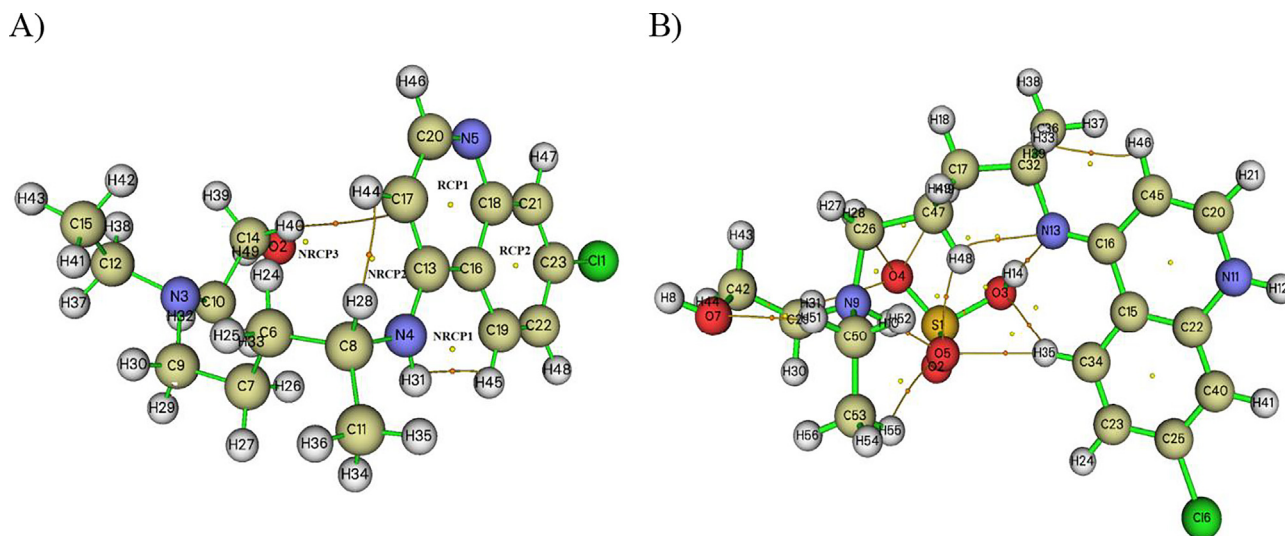 A)
B)
H46
C20
N5
H47
H42
H43
H39
H44
C17
RCP1
C18
C21
C15
H38
H40
C14
O2
H49
NRCP3
H41
C12
H24
NRCP2
C13
C16
RCP2
C23
Cl1
H37
N3
C10
H28
H32
H25
C6
H33
C8
N4
NRCP1
C19
C22
H30
C9
C7
H26
H31
H45
H48
H29
H27
H36
C11
H35
H34
H38
H18
C36
H37
H33
H39
H46
C17
C32
C45
H21
H27
H28
C47
C20
C26
N13
C16
H43
H48
O4
H14
O3
N11
H12
C42
H8
H44
O7
H31
H51
N9
C50
H52
S1
C15
C22
O5
O2
H35
C34
H30
C40
H41
C53
H55
H56
H54
C23
C25
H24
Cl6